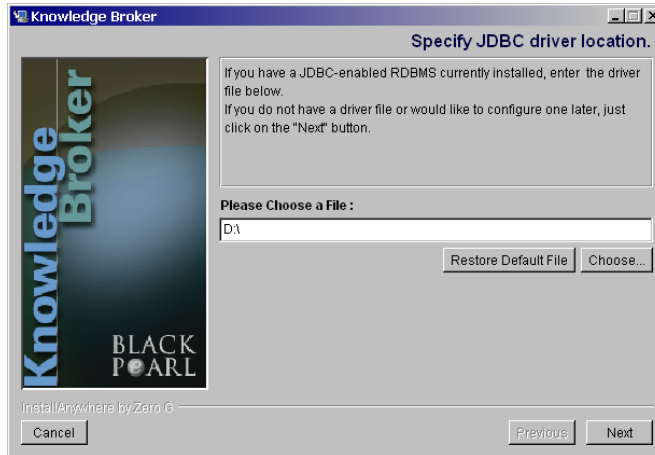 Knowledge Broker
Specify JDBC driver location.
If you have a JDBC-enabled RDBMS currently installed, enter the driver
file below.
If you do not have a driver file or would like to configure one later, just
click on the "Next" button.
Knowledge
Broker
BLACK
PEARL
Please Choose a File :
D:\
Restore Default File
Choose...
InstallAnywhere by Zero G
Cancel
Previous
Next